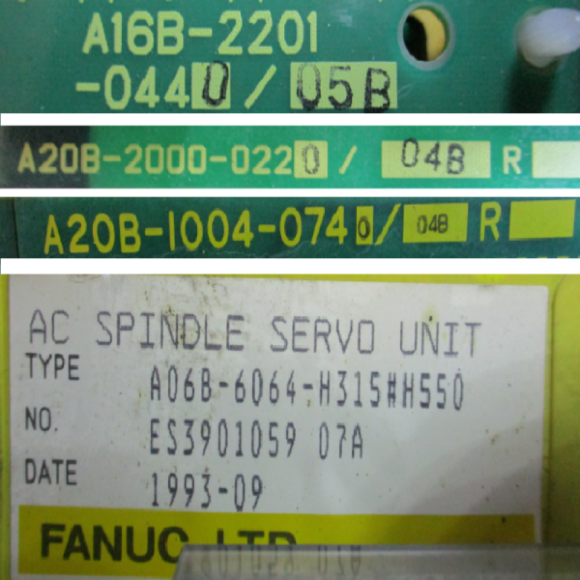 A16B-2201
-0440/05B
A20B-2000-0220/04B R
A20B-1004-0740/04B R
AC SPINDLE SERVO UNIT
TYPE A06B-6064-H315#H550
NO. ES3901059 07A
DATE 1993-09
FANUC LTD